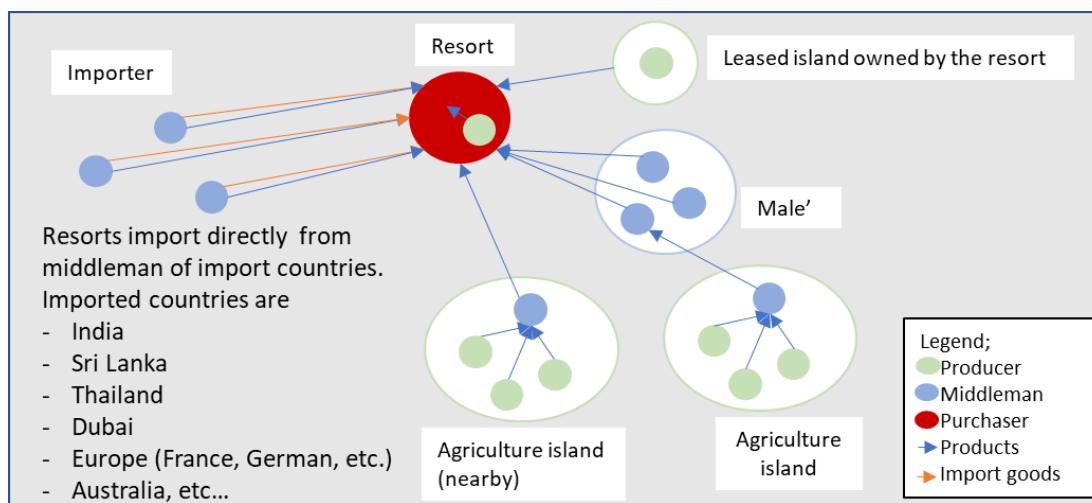 Resort
Importer
Leased island owned by the resort
Male’
Resorts import directly from
middleman of import countries.
Imported countries are
- India
- Sri Lanka
- Thailand
- Dubai
- Europe (France, German, etc.)
- Australia, etc…
Agriculture island
(nearby)
Agriculture
island
Legend;
Producer
Middleman
Purchaser
Products
Import goods